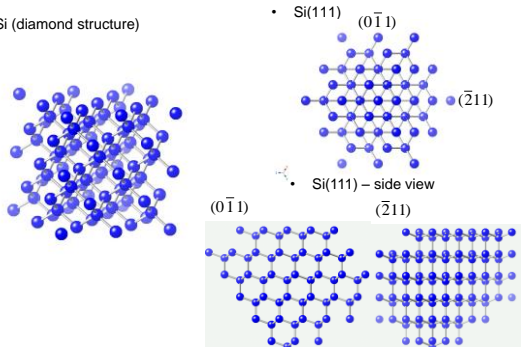 Si (diamond structure)
• Si(111)
(01̅1)
(2̅11)
• Si(111) – side view
(01̅1)
(2̅11)